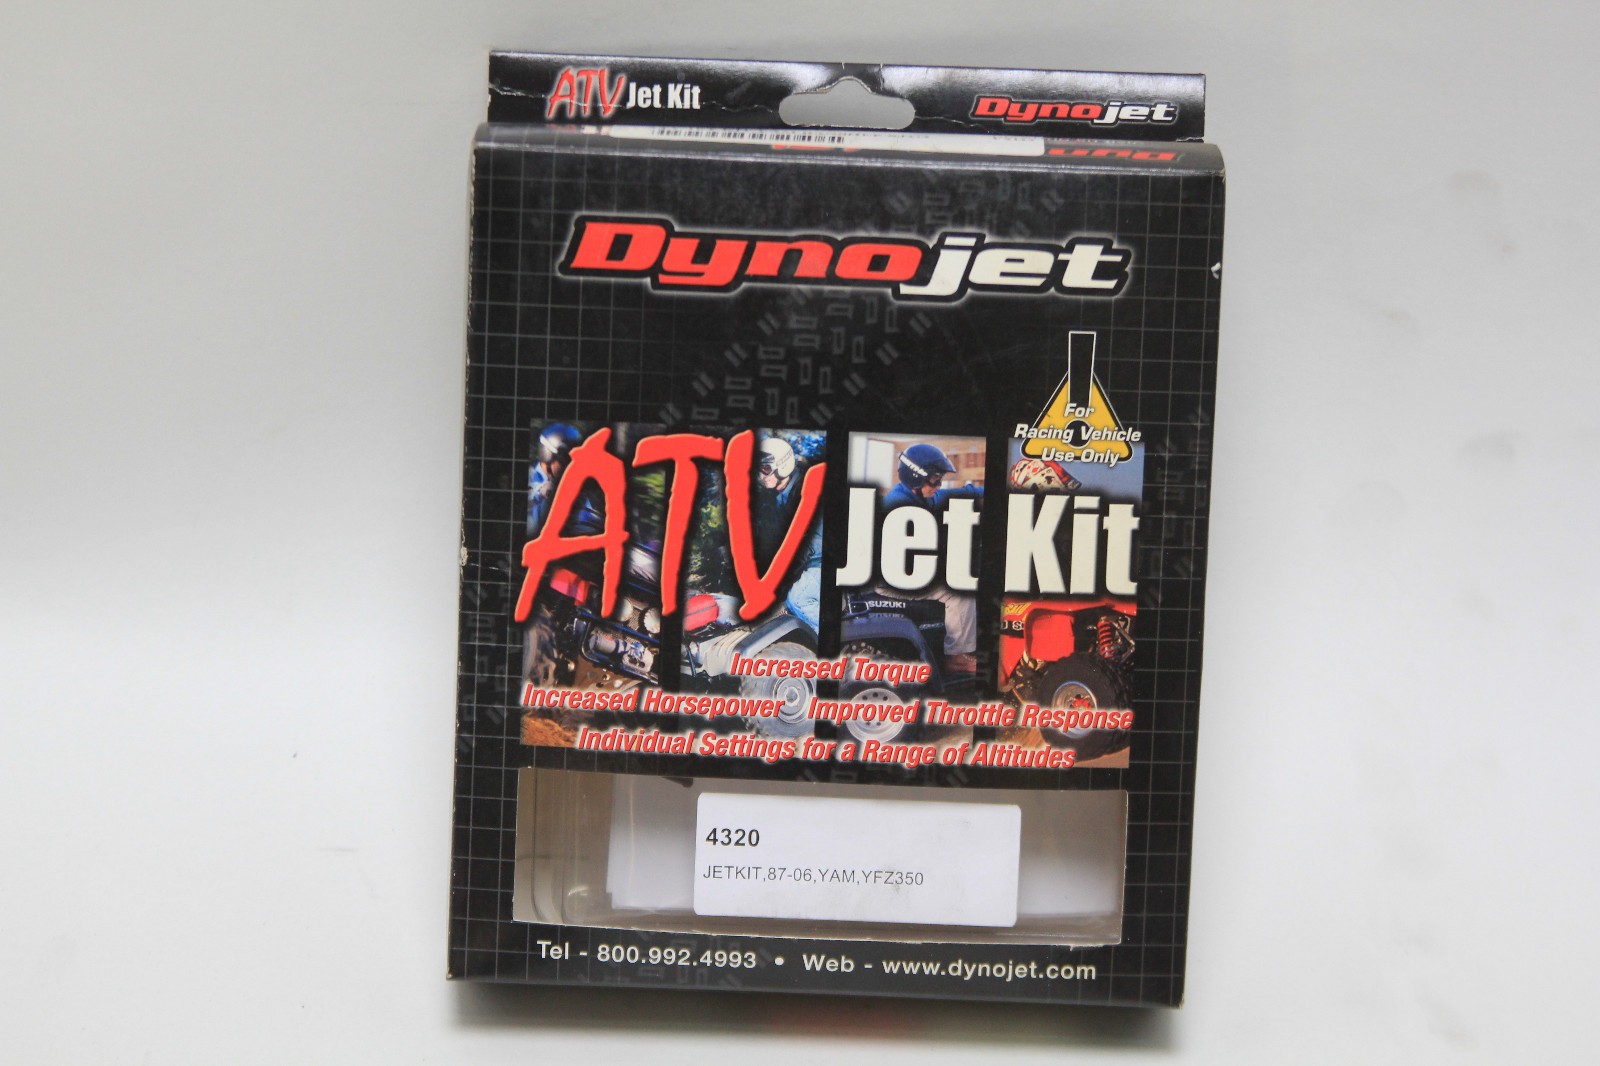 ATV Jet Kit
Dynojet
Dynojet
For
Racing Vehicle
Use Only
ATV Jet Kit
SUZUKI
Increased Torque
Increased Horsepower Improved Throttle Response
Individual Settings for a Range of Altitudes
4320
JETKIT,87-06,YAM,YFZ350
Tel - 800.992.4993 • Web - www.dynojet.com